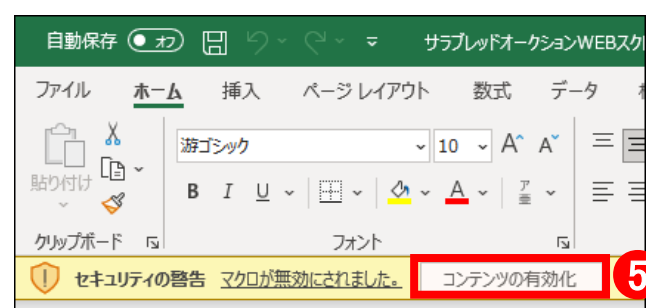 自動保存 オフ サラブレッドオークションWEBスク
ファイル ホーム 挿入 ページ レイアウト 数式 データ
貼り付け 游ゴシック 10 A A
B I U A ア 亜
クリップボード フォント
セキュリティの警告 マクロが無効にされました。 コンテンツの有効化 5